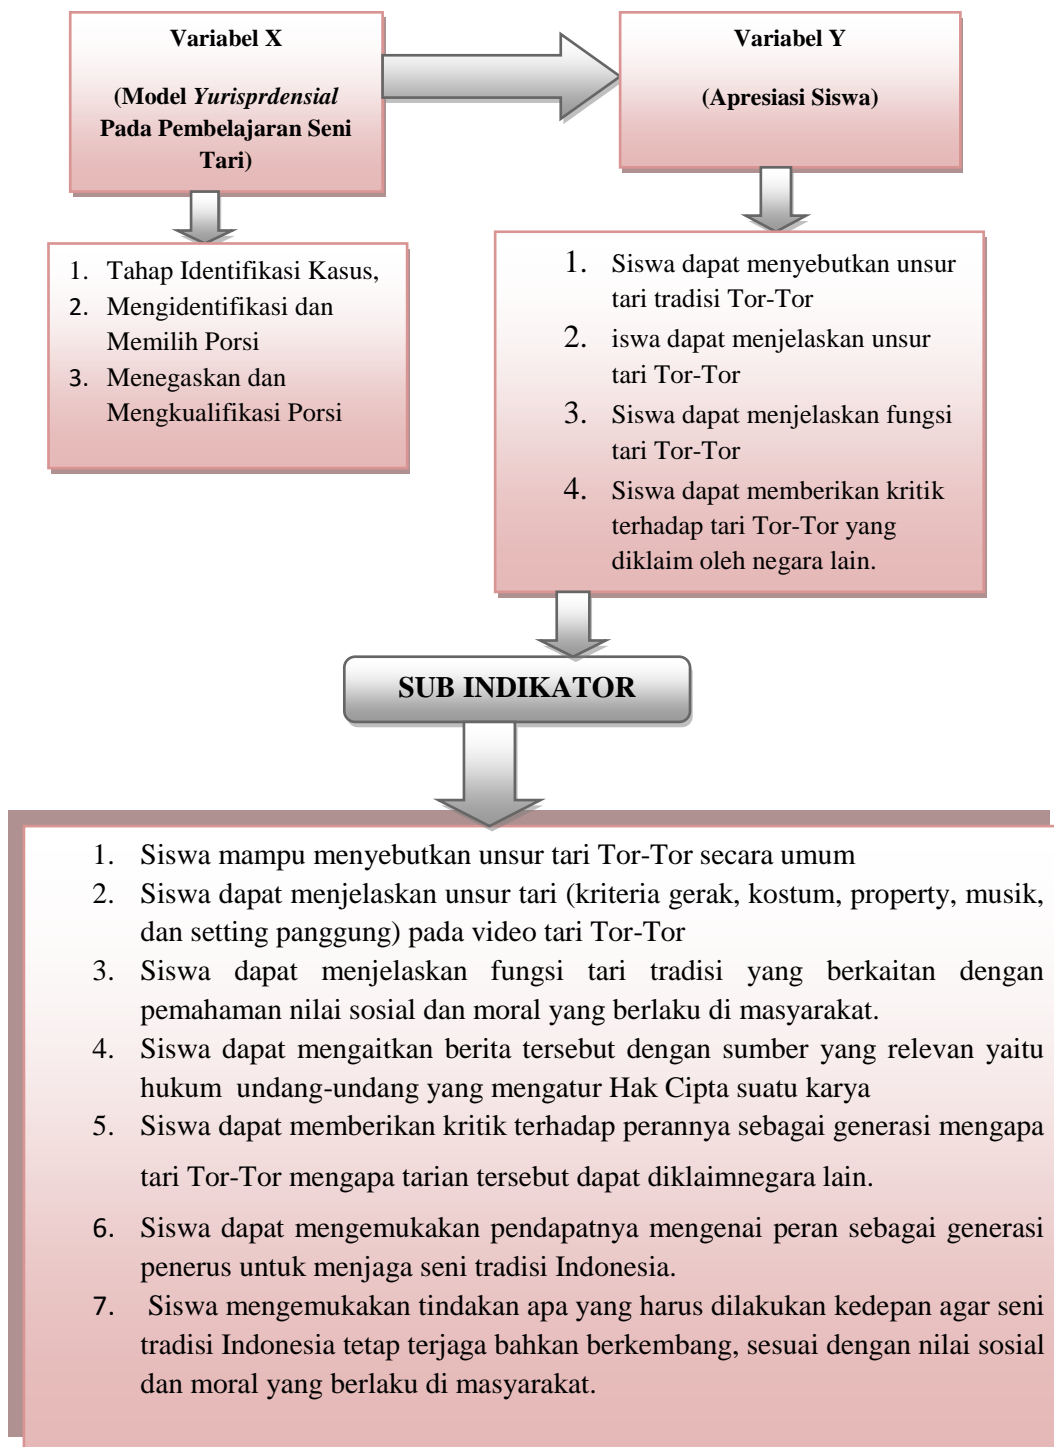 Variabel X
(Model Yurisprdensial
Pada Pembelajaran Seni
Tari)
Variabel Y
(Apresiasi Siswa)
1. Tahap Identifikasi Kasus,
2. Mengidentifikasi dan
Memilih Porsi
3. Menegaskan dan
Mengkualifikasi Porsi
1. Siswa dapat menyebutkan unsur
tari tradisi Tor-Tor
2. iswa dapat menjelaskan unsur
tari Tor-Tor
3. Siswa dapat menjelaskan fungsi
tari Tor-Tor
4. Siswa dapat memberikan kritik
terhadap tari Tor-Tor yang
diklaim oleh negara lain.
SUB INDIKATOR
1. Siswa mampu menyebutkan unsur tari Tor-Tor secara umum
2. Siswa dapat menjelaskan unsur tari (kriteria gerak, kostum, property, musik,
dan setting panggung) pada video tari Tor-Tor
3. Siswa dapat menjelaskan fungsi tari tradisi yang berkaitan dengan
pemahaman nilai sosial dan moral yang berlaku di masyarakat.
4. Siswa dapat mengaitkan berita tersebut dengan sumber yang relevan yaitu
hukum undang-undang yang mengatur Hak Cipta suatu karya
5. Siswa dapat memberikan kritik terhadap perannya sebagai generasi mengapa
tari Tor-Tor mengapa tarian tersebut dapat diklaimnegara lain.
6. Siswa dapat mengemukakan pendapatnya mengenai peran sebagai generasi
penerus untuk menjaga seni tradisi Indonesia.
7. Siswa mengemukakan tindakan apa yang harus dilakukan kedepan agar seni
tradisi Indonesia tetap terjaga bahkan berkembang, sesuai dengan nilai sosial
dan moral yang berlaku di masyarakat.